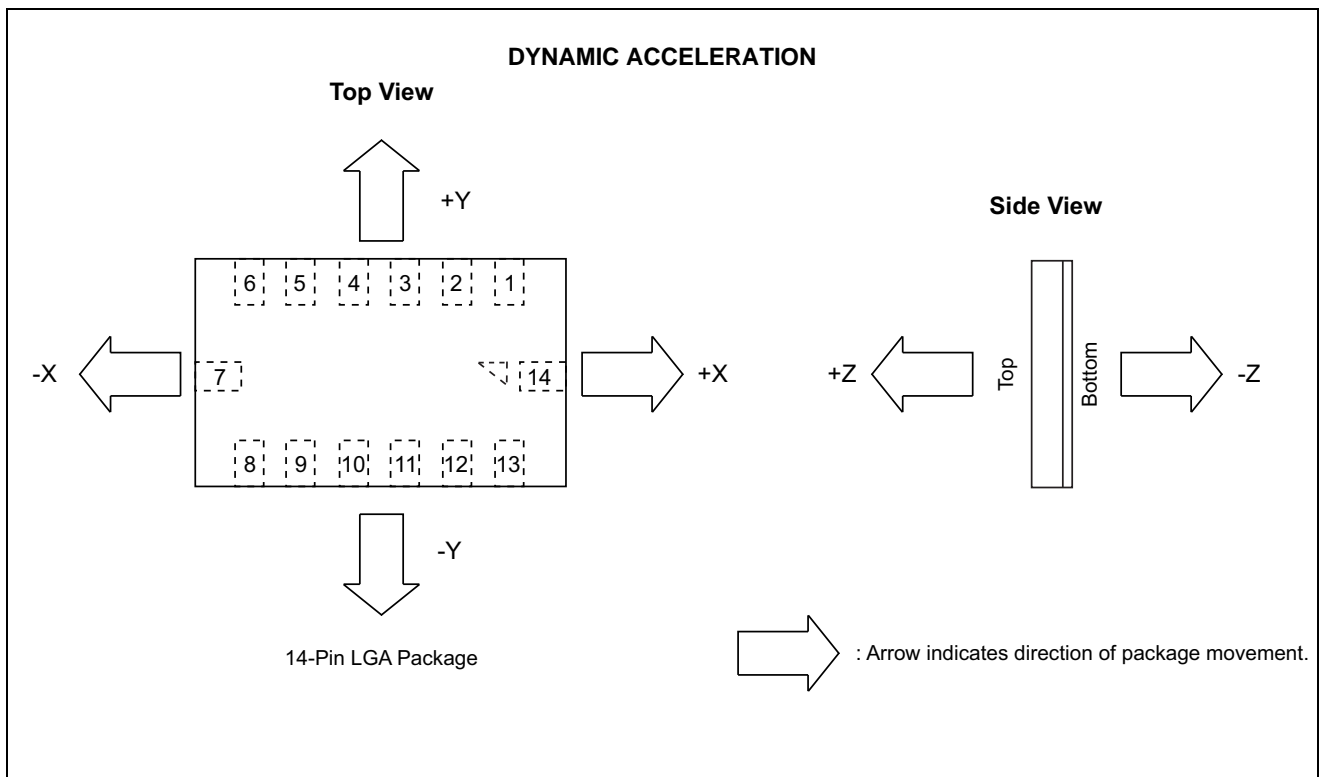 DYNAMIC ACCELERATION
Top View
+Y
Side View
6 5 4 3 2 1
-X
7
14
+X
+Z
Top
Bottom
-Z
8 9 10 11 12 13
-Y
14-Pin LGA Package
: Arrow indicates direction of package movement.